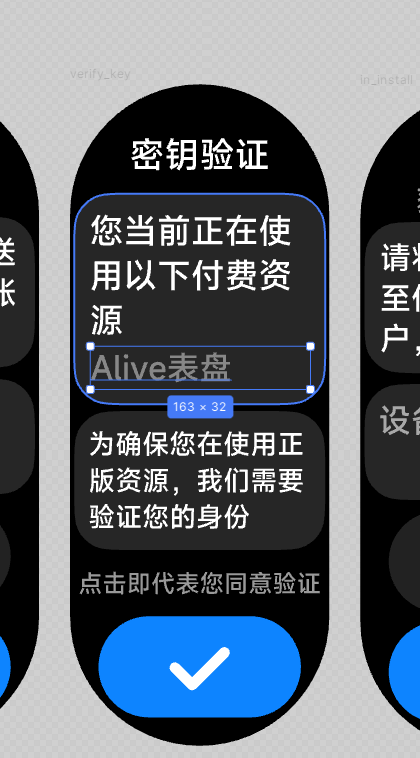 verify_key
in_install
密钥验证
您当前正在使
用以下付费资
源
Alive表盘
163 × 32
为确保您在使用正
版资源，我们需要
验证您的身份
点击即代表您同意验证
送
账
请将
至
户，
设备